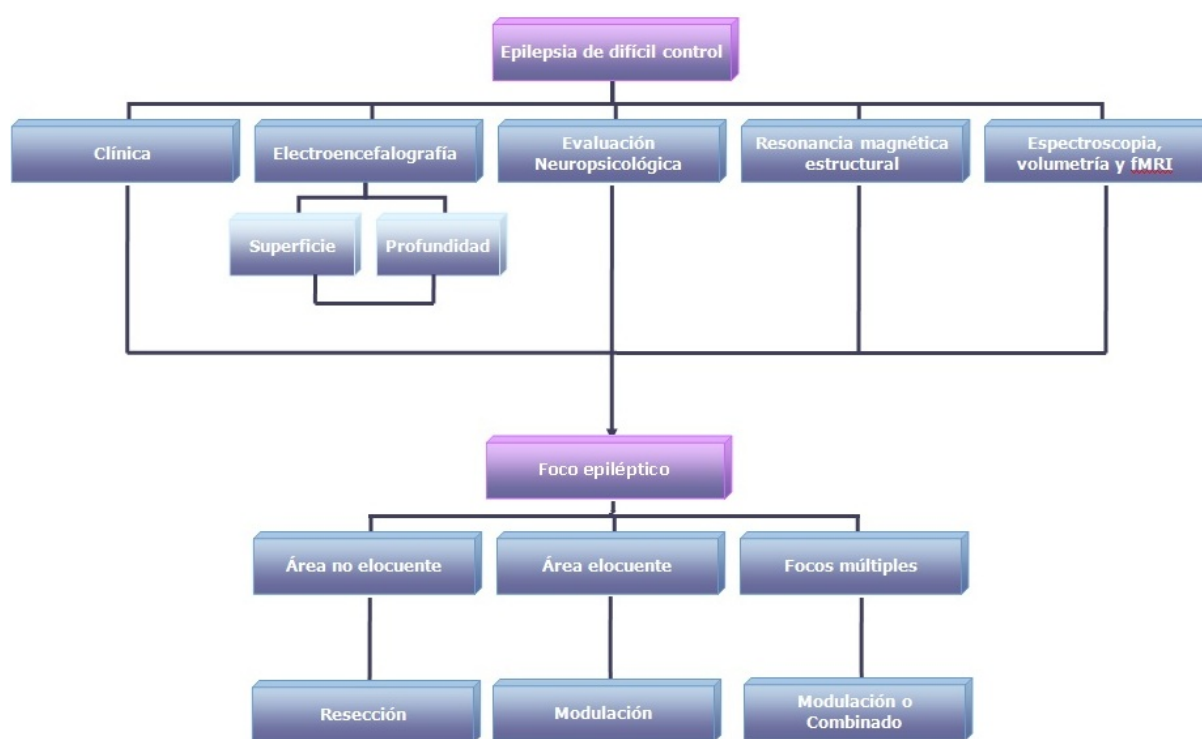 Epilepsia de difícil control
Clínica
Electroencefalografía
Evaluación
Neuropsicológica
Resonancia magnética
estructural
Espectroscopia,
volumetría y fMRI
Superficie
Profundidad
Foco epiléptico
Área no elocuente
Área elocuente
Focos múltiples
Resección
Modulación
Modulación o
Combinado